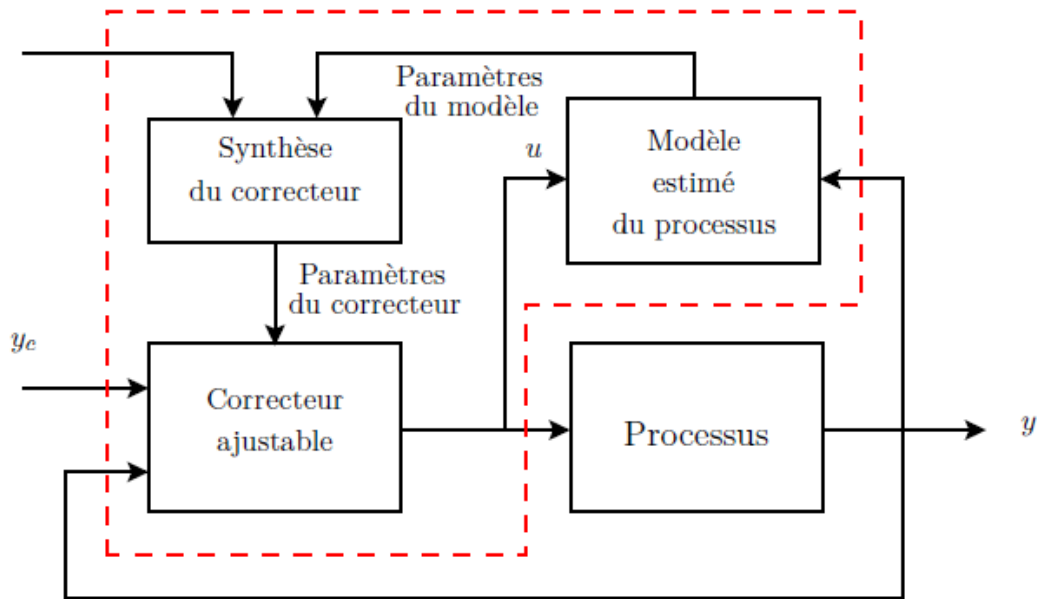 Paramètres
du modèle
Synthèse
du correcteur
u
Modèle
estimé
du processus
Paramètres
du correcteur
y_c
Correcteur
ajustable
Processus
y